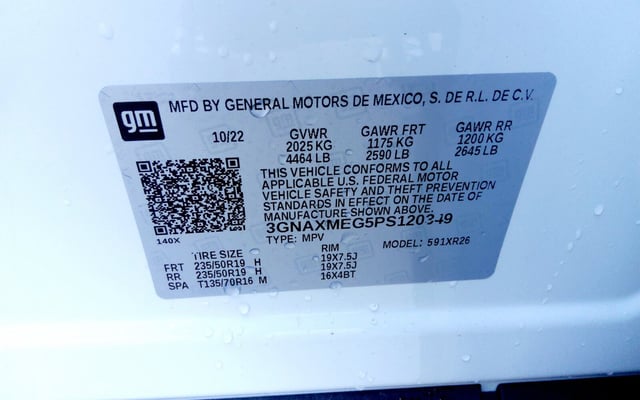 gm
MFD BY GENERAL MOTORS DE MEXICO, S. DE R.L. DE C.V.
10/22 GVWR GAWR FRT GAWR RR
2025 KG 1175 KG 1200 KG
4464 LB 2590 LB 2645 LB
THIS VEHICLE CONFORMS TO ALL
APPLICABLE U.S. FEDERAL MOTOR
VEHICLE SAFETY AND THEFT PREVENTION
STANDARDS IN EFFECT ON THE DATE OF
MANUFACTURE SHOWN ABOVE.
140X
TYPE: MPV MODEL: 591XR26
TIRE SIZE RIM
FRT 235/50R19 H 19X7.5J
RR 235/50R19 H 19X7.5J
SPA T135/70R16 M 16X4BT